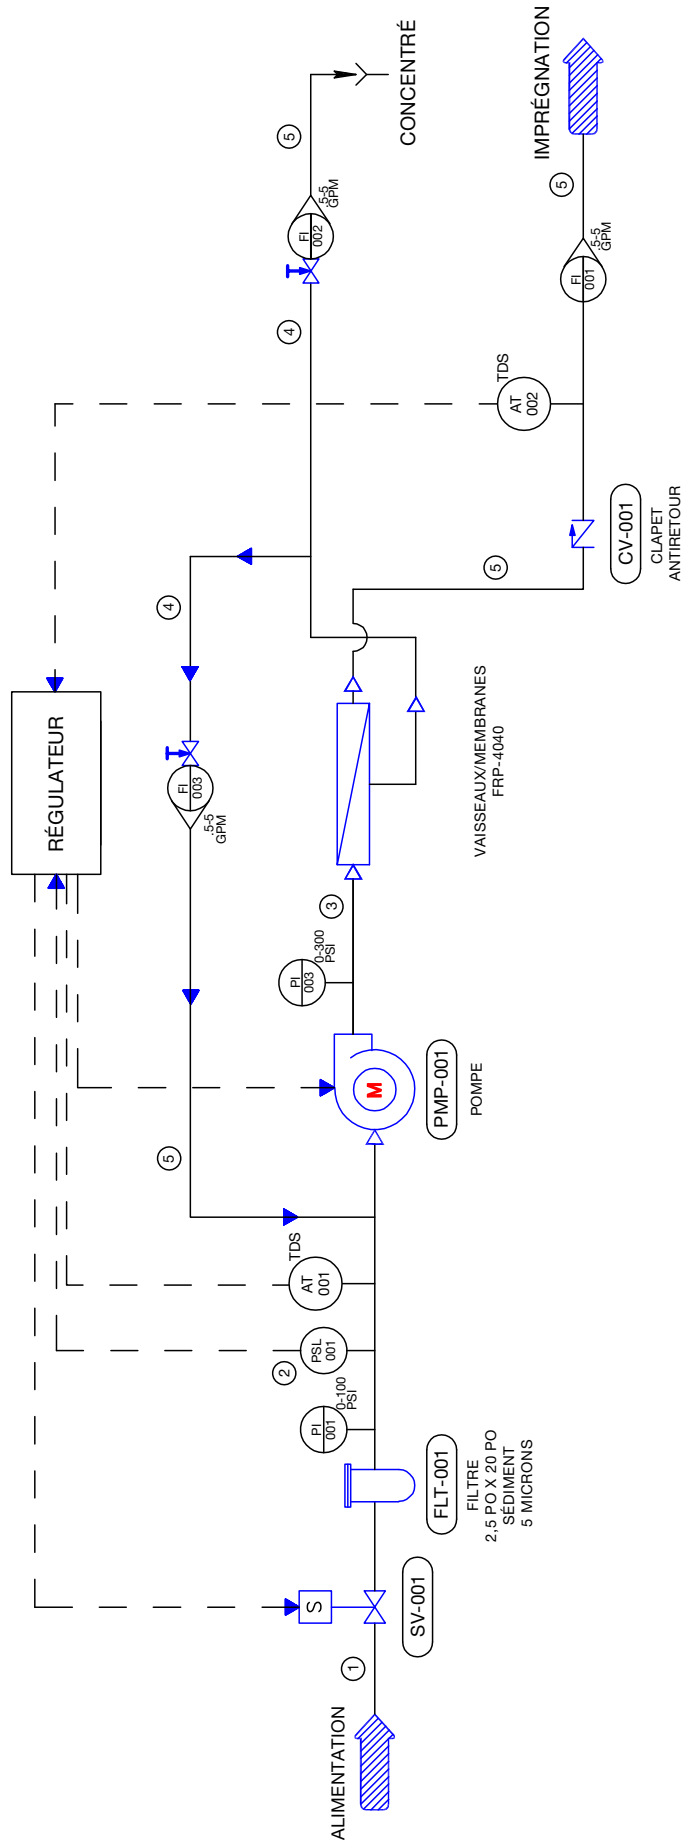 RÉGULATEUR
ALIMENTATION
1
S
SV-001
FLT-001
FILTRE
2,5 PO X 20 PO
SÉDIMENT
5 MICRONS
PI
001
0-100
PSI
2
PSL
001
AT
001
TDS
5
M
PMP-001
POMPE
PI
003
0-300
PSI
3
VAISSEAUX/MEMBRANES
FRP-4040
FI
003
.5-5
GPM
4
5
CV-001
CLAPET
ANTIRETOUR
AT
002
TDS
4
FI
002
.5-5
GPM
5
CONCENTRÉ
FI
001
.5-5
GPM
5
IMPRÉGNATION